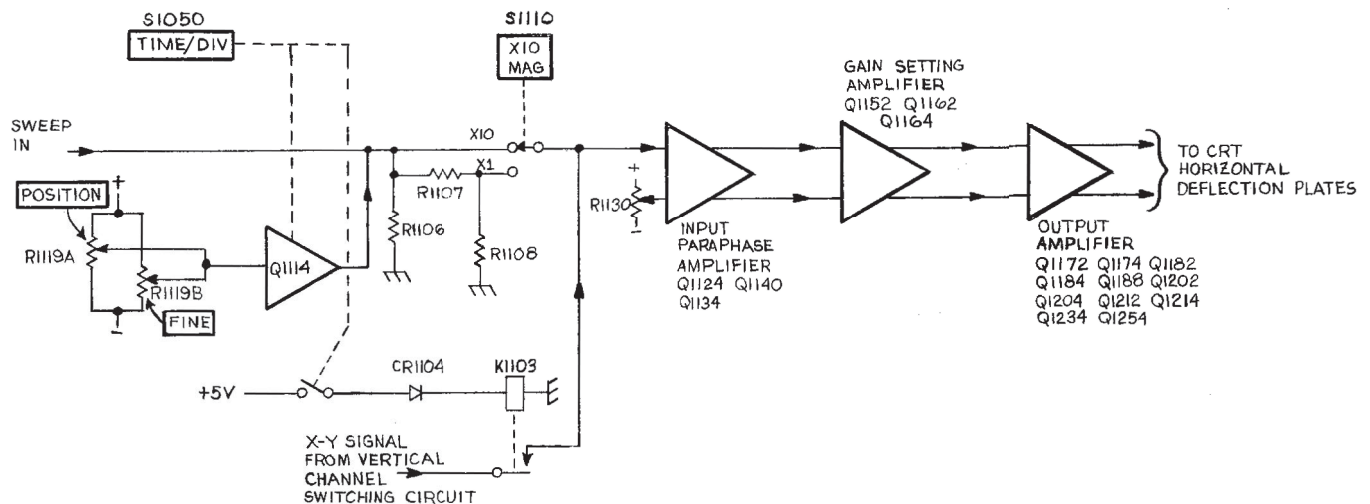 S1050
TIME/DIV
S1110
X10
MAG
GAIN SETTING
AMPLIFIER
Q1152 Q1162
Q1164
SWEEP
IN
X10
X1
R1107
R1106
R1108
POSITION
+
R1119A
R1119B
FINE
-
Q1114
+
R1130
-
INPUT
PARAPHASE
AMPLIFIER
Q1124 Q1140
Q1134
OUTPUT
AMPLIFIER
Q1172 Q1174 Q1182
Q1184 Q1188 Q1202
Q1204 Q1212 Q1214
Q1234 Q1254
TO CRT
HORIZONTAL
DEFLECTION PLATES
+5V
CR1104
K1103
X-Y SIGNAL
FROM VERTICAL
CHANNEL
SWITCHING CIRCUIT